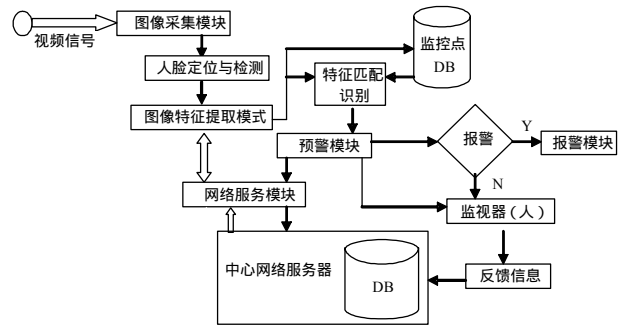 图像采集模块
视频信号
人脸定位与检测
图像特征提取模式
监控点
DB
特征匹配
识别
预警模块
报警
Y
报警模块
N
网络服务模块
监视器（人）
中心网络服务器
DB
反馈信息